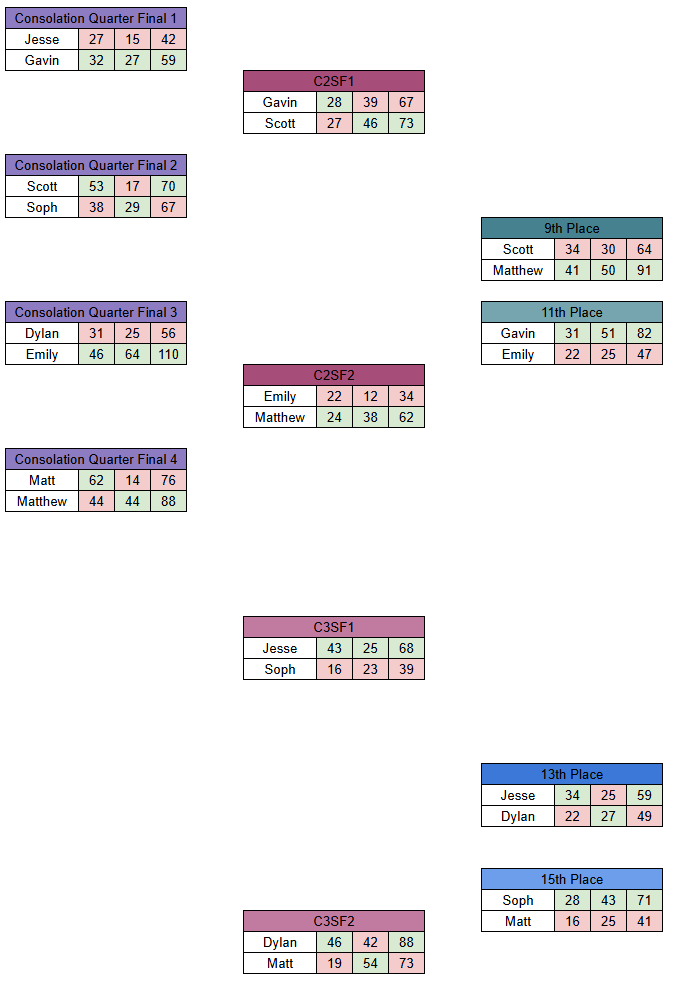 Consolation Quarter Final 1
Jesse 27 15 42
Gavin 32 27 59
C2SF1
Gavin 28 39 67
Scott 27 46 73
Consolation Quarter Final 2
Scott 53 17 70
Soph 38 29 67
9th Place
Scott 34 30 64
Matthew 41 50 91
Consolation Quarter Final 3
Dylan 31 25 56
Emily 46 64 110
11th Place
Gavin 31 51 82
Emily 22 25 47
C2SF2
Emily 22 12 34
Matthew 24 38 62
Consolation Quarter Final 4
Matt 62 14 76
Matthew 44 44 88
C3SF1
Jesse 43 25 68
Soph 16 23 39
13th Place
Jesse 34 25 59
Dylan 22 27 49
15th Place
Soph 28 43 71
Matt 16 25 41
C3SF2
Dylan 46 42 88
Matt 19 54 73